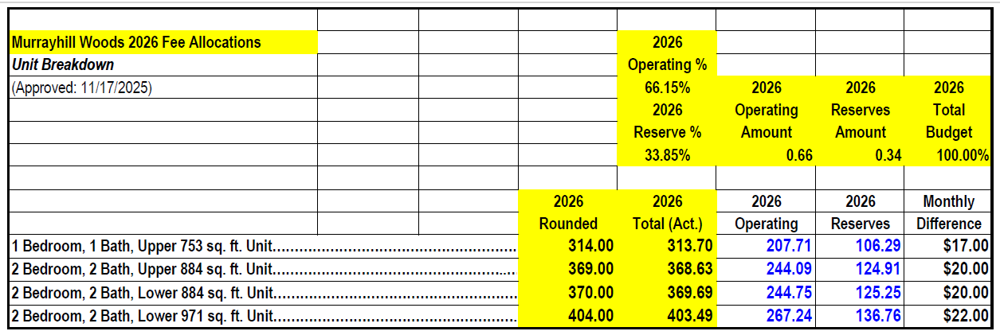 Murrayhill Woods 2026 Fee Allocations 2026
Unit Breakdown Operating %
(Approved: 11/17/2025) 66.15% 2026 2026 2026
2026 Operating Reserves Total
Reserve % Amount Amount Budget
33.85% 0.66 0.34 100.00%
2026 2026 2026 2026 Monthly
Rounded Total (Act.) Operating Reserves Difference
1 Bedroom, 1 Bath, Upper 753 sq. ft. Unit.................................................... 314.00 313.70 207.71 106.29 $17.00
2 Bedroom, 2 Bath, Upper 884 sq. ft. Unit.................................................... 369.00 368.63 244.09 124.91 $20.00
2 Bedroom, 2 Bath, Lower 884 sq. ft. Unit.................................................... 370.00 369.69 244.75 125.25 $20.00
2 Bedroom, 2 Bath, Lower 971 sq. ft. Unit.................................................... 404.00 403.49 267.24 136.76 $22.00